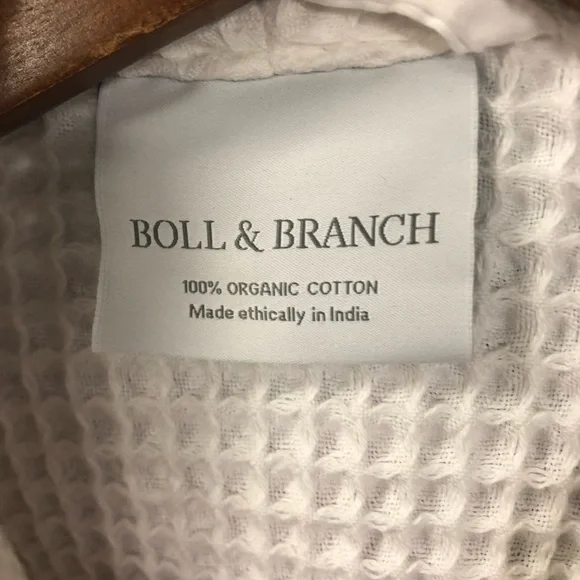 BOLL & BRANCH
100% ORGANIC COTTON
Made ethically in India